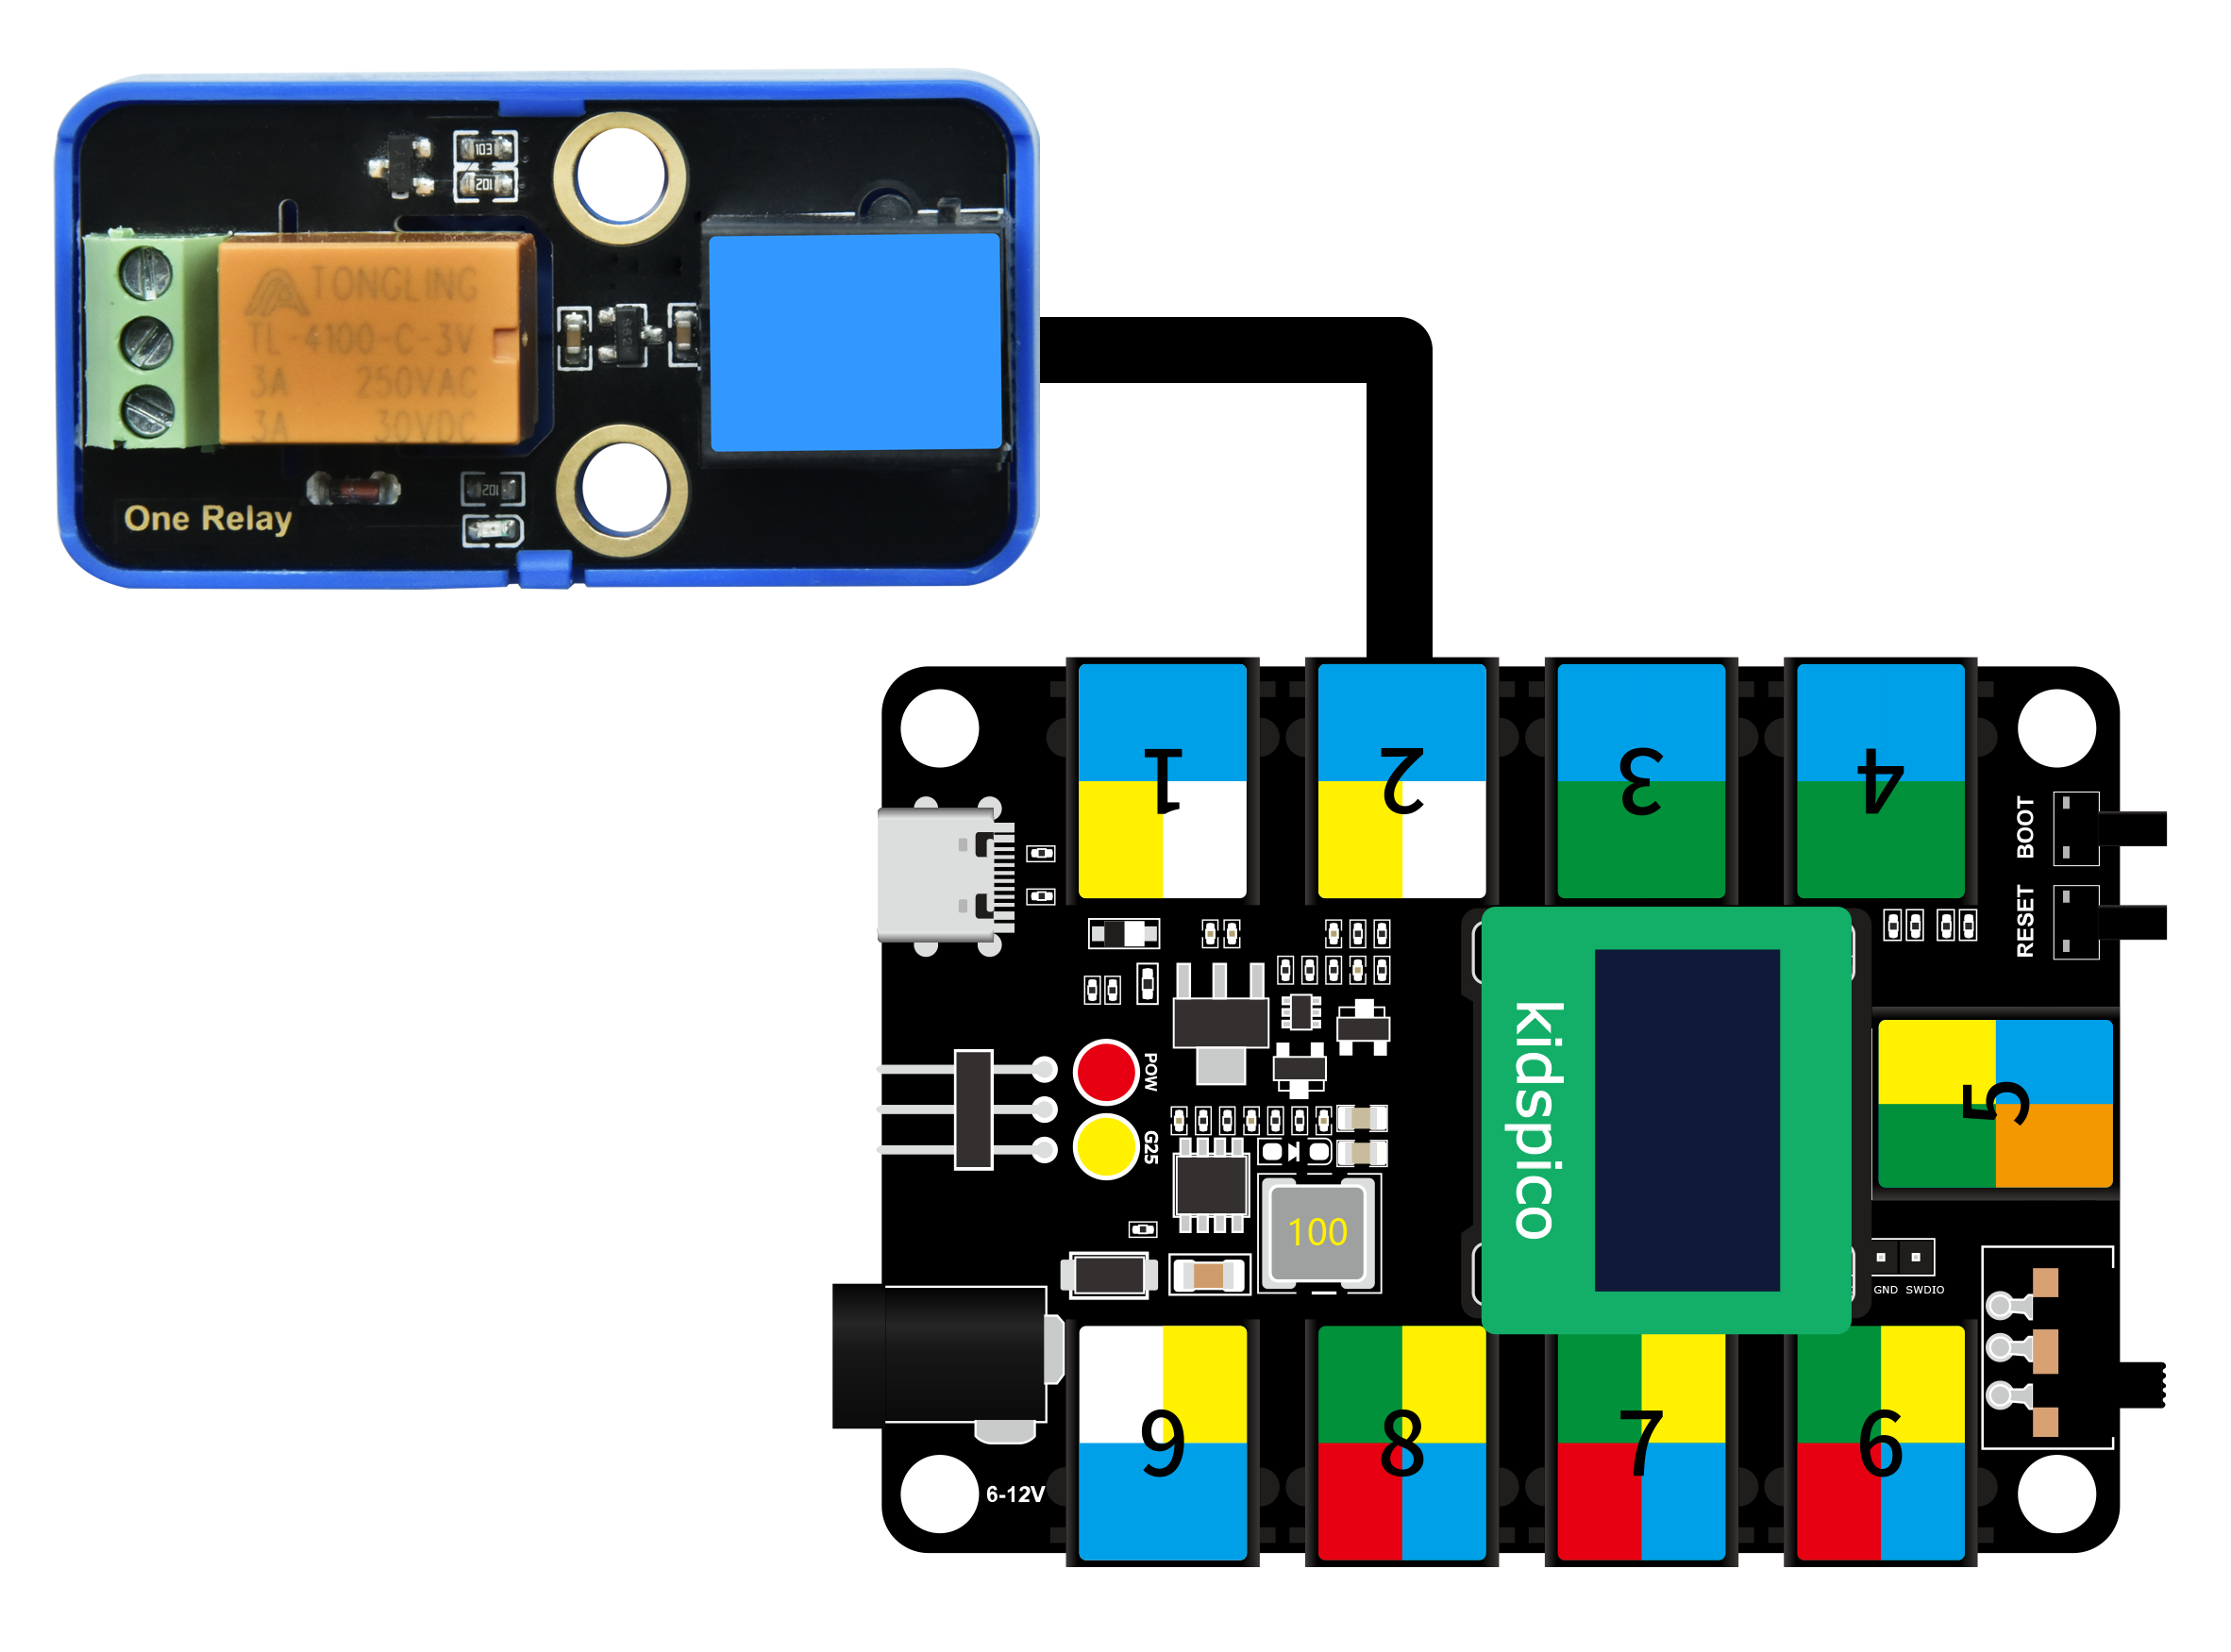 103
201
TONGLING
TL-4100-C-3V
3A 250VAC
3A 30VDC
201
One Relay
1
2
3
4
BOOT
RESET
kidspico
5
POW
G25
100
GND SWDIO
6-12V
9
8
7
6